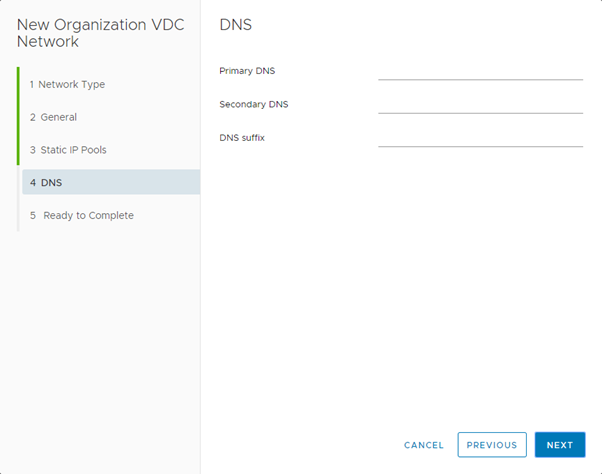 New Organization VDC
Network
1 Network Type
2 General
3 Static IP Pools
4 DNS
5 Ready to Complete
DNS
Primary DNS
Secondary DNS
DNS suffix
CANCEL
PREVIOUS
NEXT